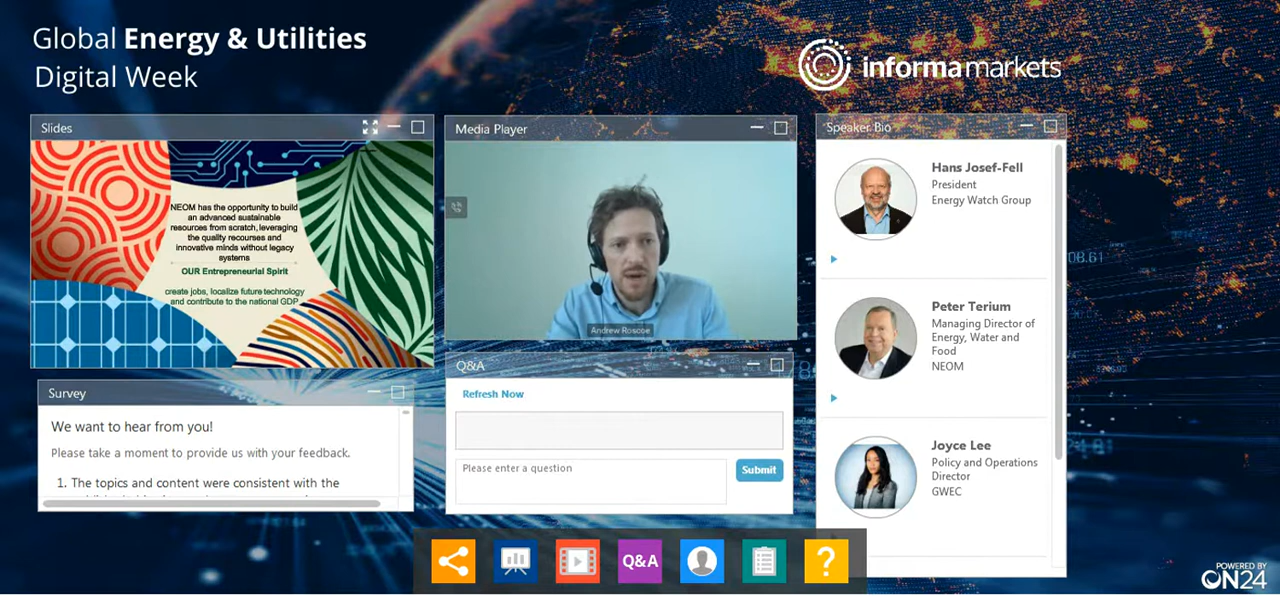 Global Energy & Utilities
Digital Week
informa markets
Slides
NEOM has the opportunity to build
an advanced sustainable
resources from scratch, leveraging
the quality recourses and
innovative minds without legacy
systems
OUR Entrepreneurial Spirit
create jobs, localize future technology
and contribute to the national GDP
Media Player
Andrew Roscoe
Speaker Bio
Hans Josef-Fell
President
Energy Watch Group
Peter Terium
Managing Director of
Energy, Water and
Food
NEOM
Joyce Lee
Policy and Operations
Director
GWEC
Survey
We want to hear from you!
Please take a moment to provide us with your feedback.
1. The topics and content were consistent with the
Q&A
Refresh Now
Please enter a question
Submit
Q&A
?
08.61
POWERED BY
ON24